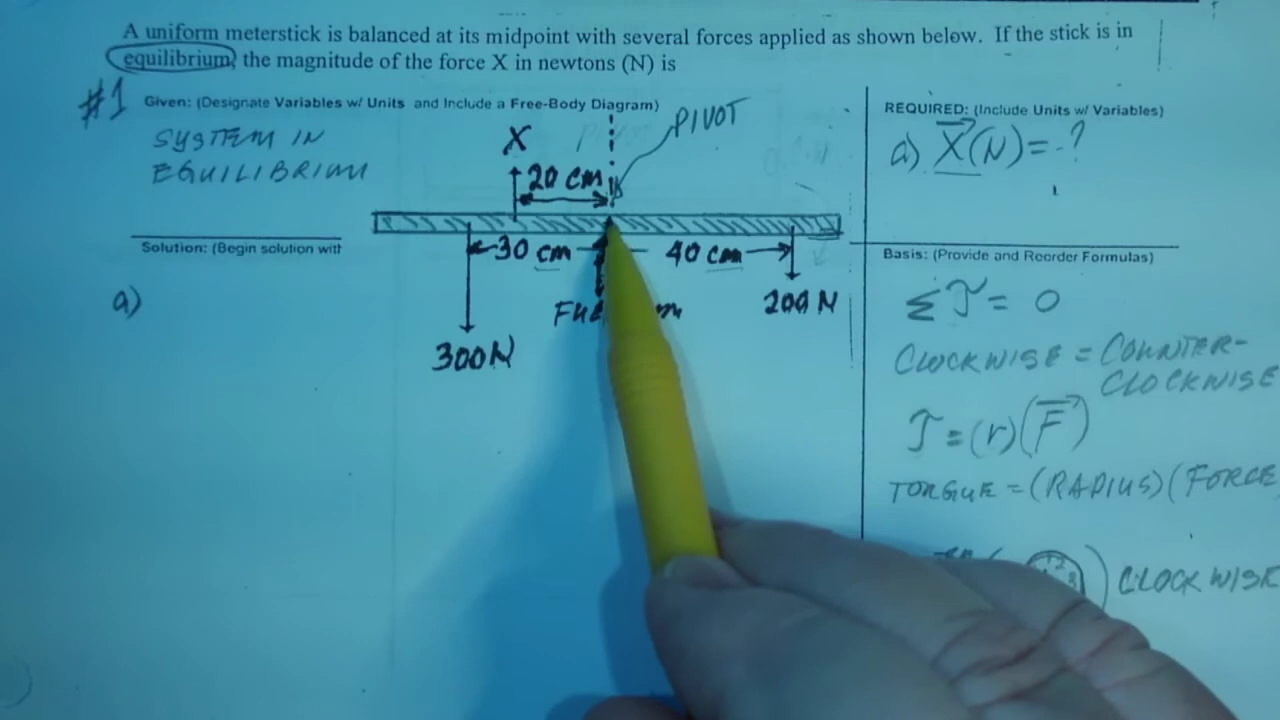 A uniform meterstick is balanced at its midpoint with several forces applied as shown below. If the stick is in
equilibrium, the magnitude of the force X in newtons (N) is
#1
Given: (Designate Variables w/ Units and Include a Free-Body Diagram)
SYSTEM IN
EQUILIBRIUM
PIVOT
X
20 cm
30 cm
40 cm
300N
200 N
Solution: (Begin solution with
a)
REQUIRED: (Include Units w/ Variables)
a) X(N)=?
Basis: (Provide and Reorder Formulas)
ΣT = 0
CLOCKWISE = COUNTER-
CLOCKWISE
T = (r)(F)
TORQUE = (RADIUS)(FORCE
CLOCKWISE